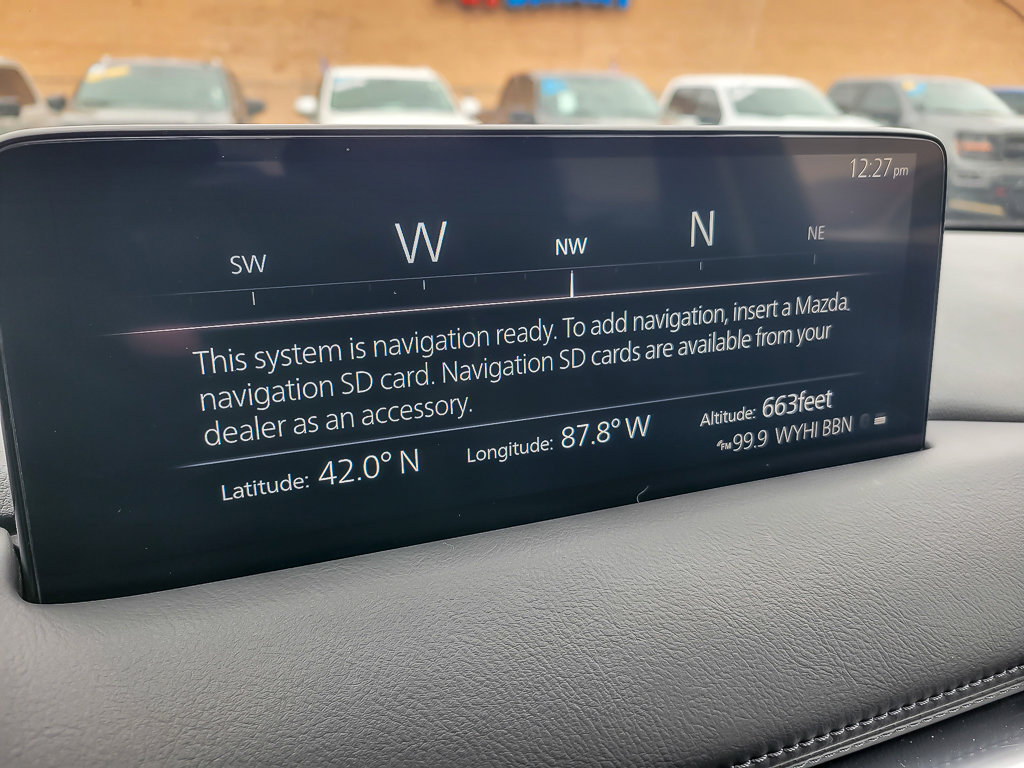 12:27pm
SW W NW N NE
This system is navigation ready. To add navigation, insert a Mazda
navigation SD card. Navigation SD cards are available from your
dealer as an accessory.
Latitude: 42.0° N Longitude: 87.8° W Altitude: 663feet
FM 99.9 WYHI BBN